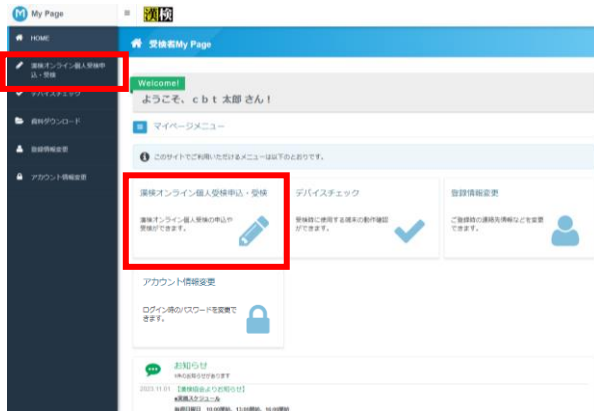 M My Page
漢検
HOME
受検者My Page
漢検オンライン個人受検申
込・受検
デバイスチェック
資料ダウンロード
登録情報変更
アカウント情報変更
Welcome!
ようこそ、cbt 太郎 さん！
マイページメニュー
このサイトでご利用いただけるメニューは以下のとおりです。
漢検オンライン個人受検申込・受検
デバイスチェック
登録情報変更
漢検オンライン個人受検の申込や
受検ができます。
受検時に使用する端末の動作確認
ができます。
ご登録時の連絡先情報などを変更
できます。
アカウント情報変更
ログイン時のパスワードを変更で
きます。
お知らせ
2023.11.01 【漢検協会よりお知らせ】
■実施スケジュール